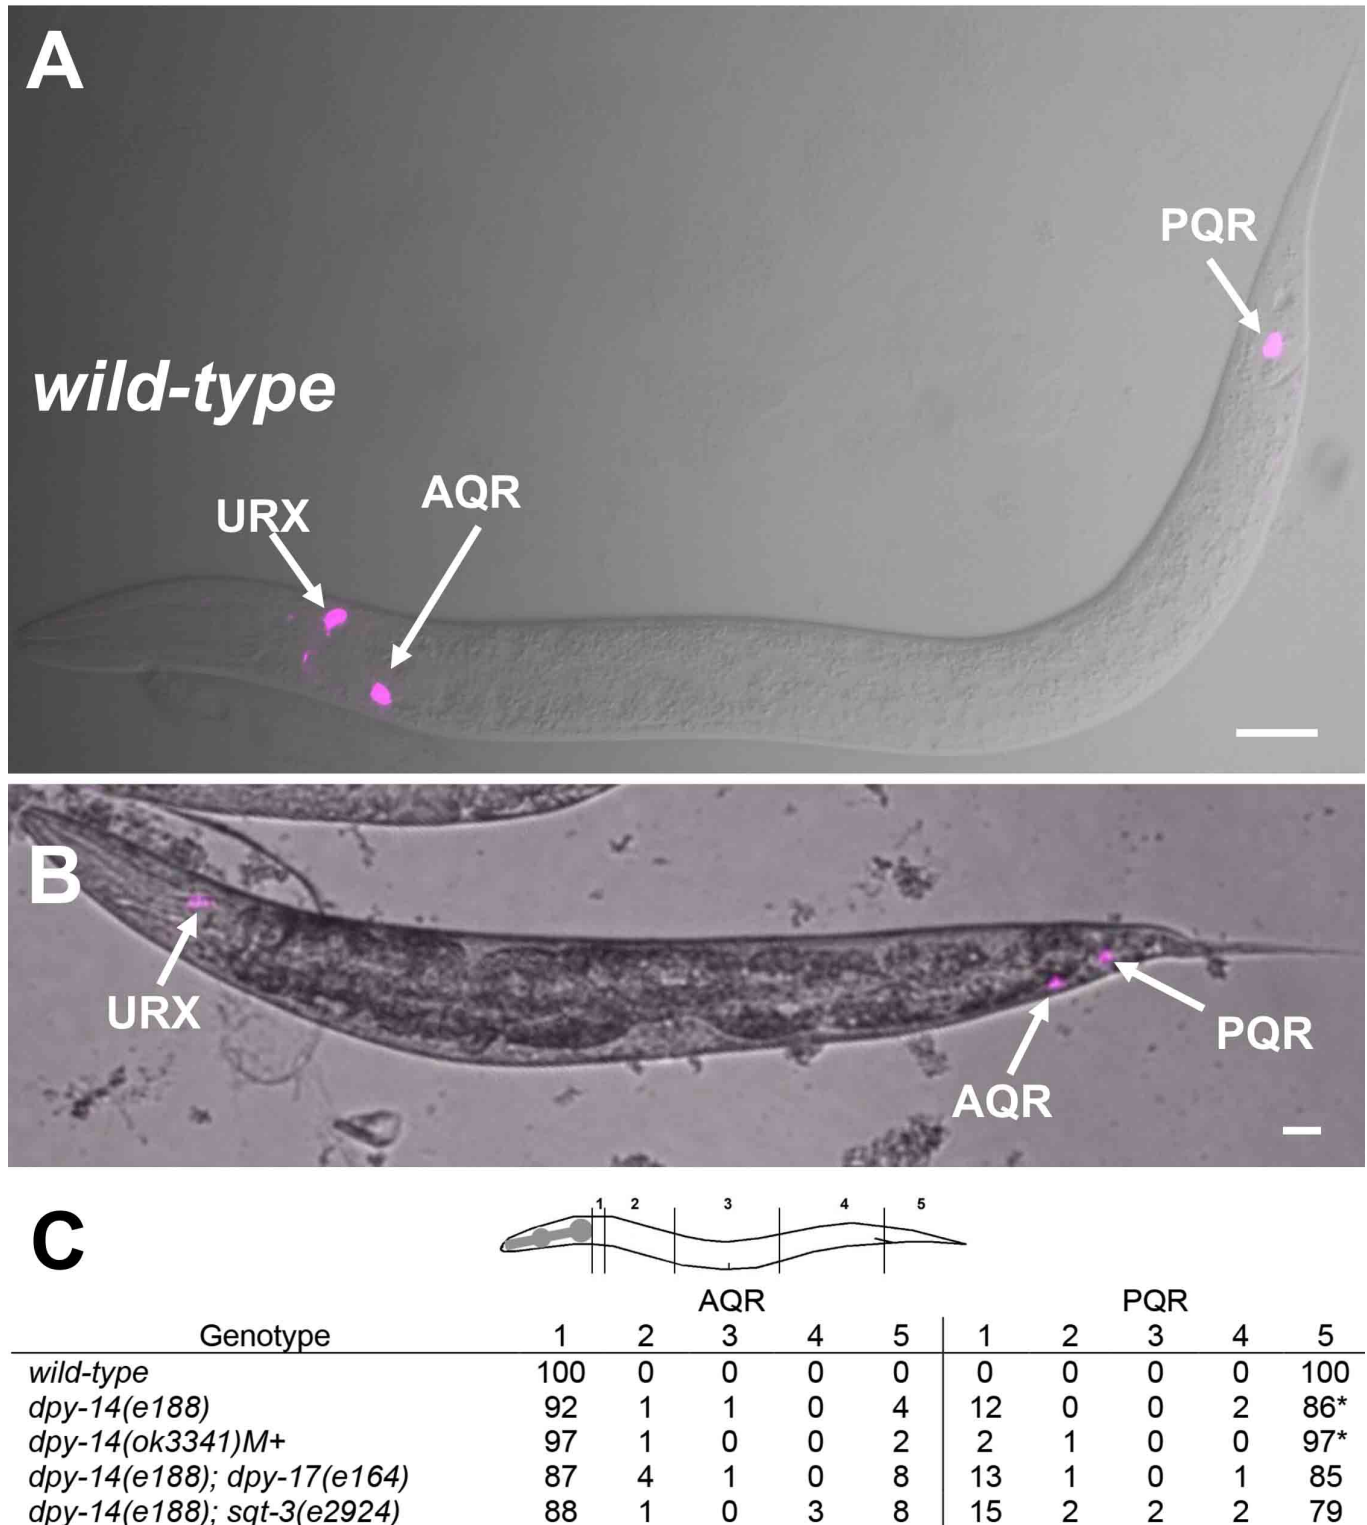 A
PQR
wild-type
AQR
URX
B
URX
PQR
AQR
C
1 2 3 4 5
AQR PQR
Genotype 1 2 3 4 5 1 2 3 4 5
wild-type 100 0 0 0 0 0 0 0 0 100
dpy-14(e188) 92 1 1 0 4 12 0 0 2 86*
dpy-14(ok3341)M+ 97 1 0 0 2 2 1 0 0 97*
dpy-14(e188); dpy-17(e164) 87 4 1 0 8 13 1 0 1 85
dpy-14(e188); sqt-3(e2924) 88 1 0 3 8 15 2 2 2 79